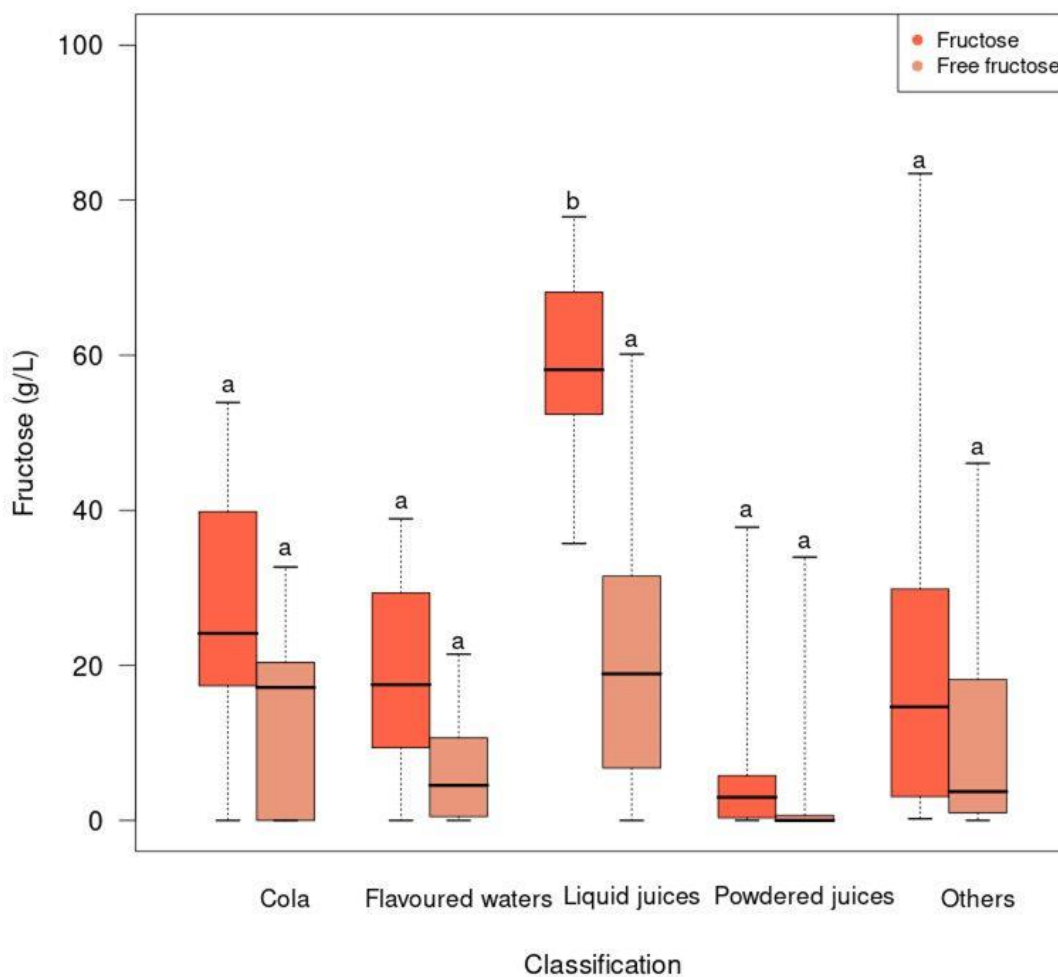 100
80
60
40
20
0
Fructose (g/L)
Fructose
Free fructose
a
a
a
a
b
a
a
a
a
a
Cola
Flavoured waters
Liquid juices
Powdered juices
Others
Classification